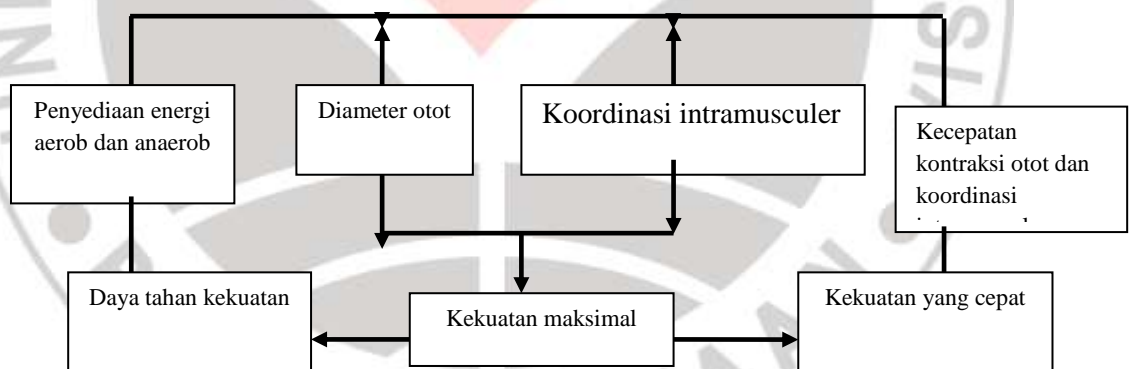 Penyediaan energi
aerob dan anaerob
Diameter otot
Koordinasi intramusculer
Kecepatan
kontraksi otot dan
koordinasi
Daya tahan kekuatan
Kekuatan maksimal
Kekuatan yang cepat